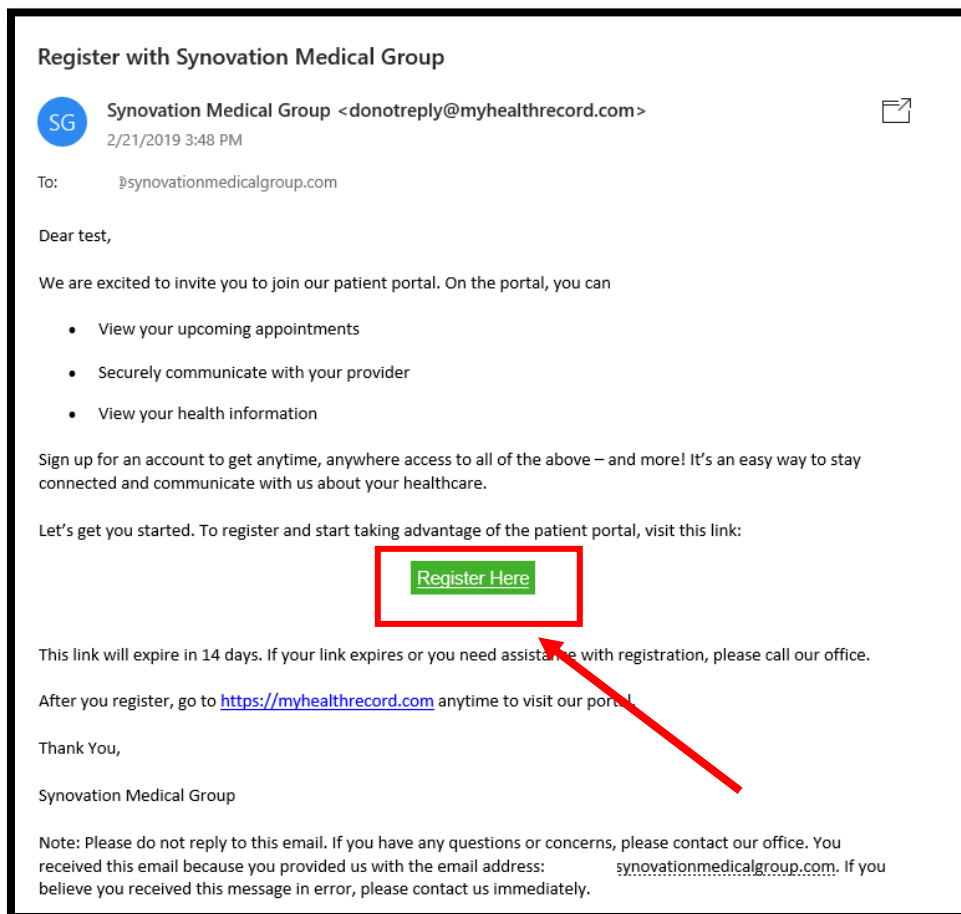 Register with Synovation Medical Group
SG
Synovation Medical Group <donotreply@myhealthrecord.com>
2/21/2019 3:48 PM
To: @synovationmedicalgroup.com
Dear test,
We are excited to invite you to join our patient portal. On the portal, you can
• View your upcoming appointments
• Securely communicate with your provider
• View your health information
Sign up for an account to get anytime, anywhere access to all of the above – and more! It’s an easy way to stay
connected and communicate with us about your healthcare.
Let’s get you started. To register and start taking advantage of the patient portal, visit this link:
Register Here
This link will expire in 14 days. If your link expires or you need assistance with registration, please call our office.
After you register, go to https://myhealthrecord.com anytime to visit our portal.
Thank You,
Synovation Medical Group
Note: Please do not reply to this email. If you have any questions or concerns, please contact our office. You
received this email because you provided us with the email address: synovationmedicalgroup.com. If you
believe you received this message in error, please contact us immediately.